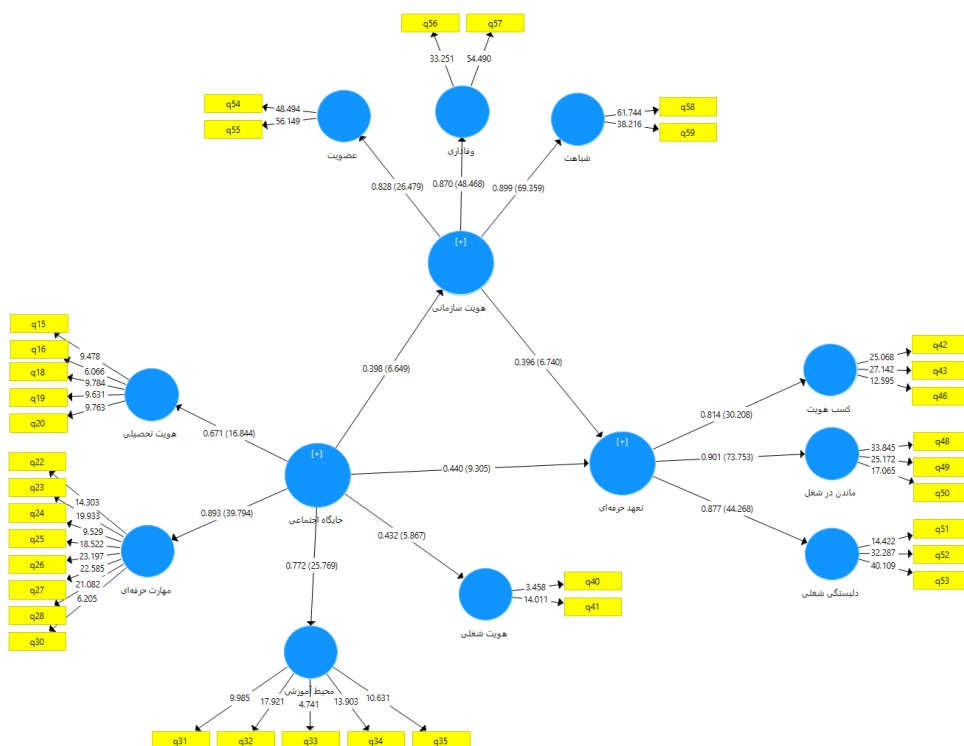 q56
q57
33.251
54.490
وفاداری
q54
q55
48.494
56.149
عضویت
q58
q59
61.744
38.216
شباهت
0.828 (26.479)
0.870 (48.468)
0.899 (69.359)
[+]
هویت سازمانی
0.398 (6.649)
0.396 (6.740)
q15
q16
q18
q19
q20
9.478
6.066
9.784
9.631
9.763
هویت تحصیلی
0.671 (16.844)
q42
q43
q46
25.068
27.142
12.595
کسب هویت
0.814 (30.208)
[+]
جایگاه اجتماعی
0.440 (9.305)
[+]
تعهد حرفه‌ای
0.901 (73.753)
ماندن در شغل
33.845
25.172
17.065
q48
q49
q50
0.877 (44.268)
دلبستگی شغلی
14.422
32.287
40.109
q51
q52
q53
q22
q23
q24
q25
q26
q27
q28
q30
14.303
19.933
9.529
18.522
23.197
22.585
21.082
6.205
مهارت حرفه‌ای
0.893 (39.794)
0.772 (25.769)
0.432 (5.867)
هویت شغلی
3.458
14.011
q40
q41
محیط آموزشی
9.985
17.921
4.741
13.903
10.631
q31
q32
q33
q34
q35